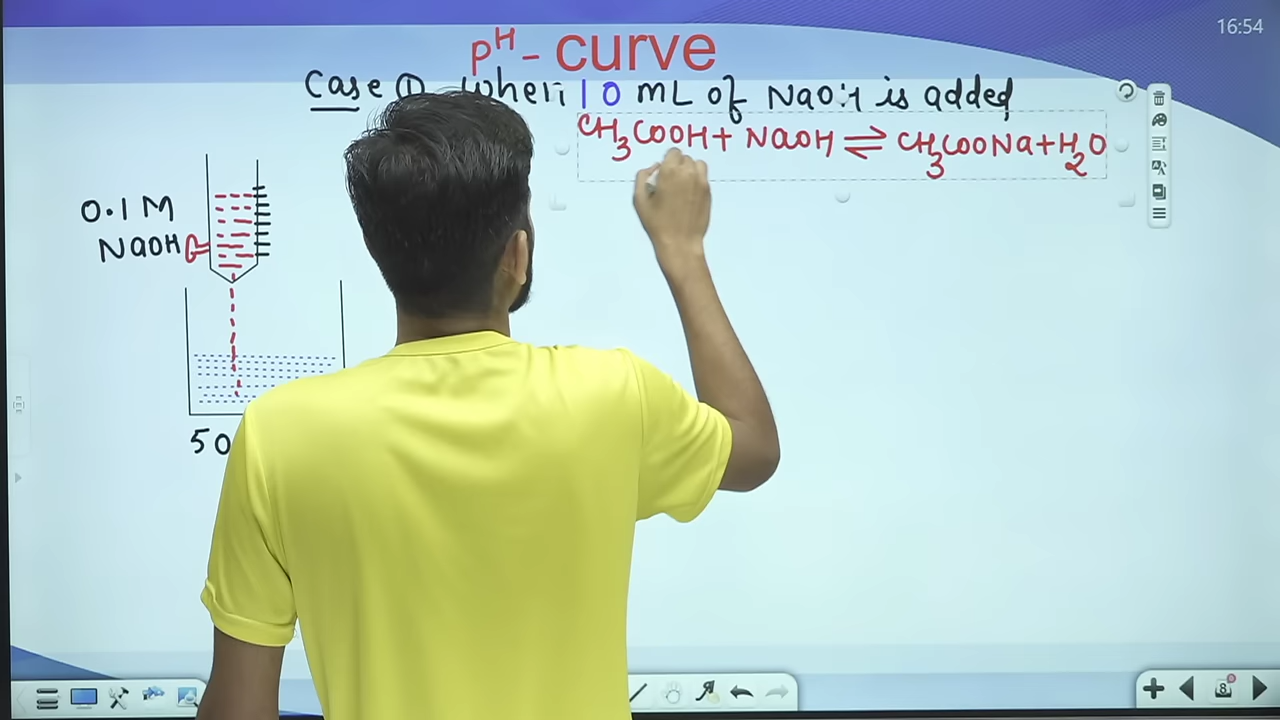 16:54
pH - curve
Case ① when 10 mL of NaOH is added
CH3COOH + NaOH ⇌ CH3COONa + H2O
0.1 M
NaOH
50
8